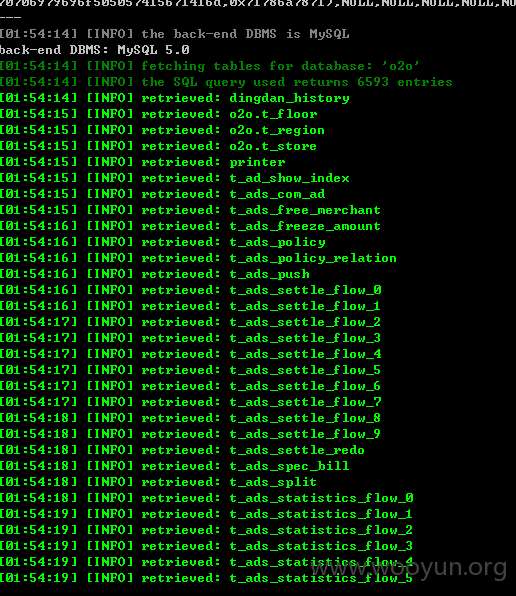 ---
[01:54:14] [INFO] the back-end DBMS is MySQL
back-end DBMS: MySQL 5.0
[01:54:14] [INFO] fetching tables for database: 'o2o'
[01:54:14] [INFO] the SQL query used returns 6593 entries
[01:54:14] [INFO] retrieved: dingdan_history
[01:54:15] [INFO] retrieved: o2o.t_floor
[01:54:15] [INFO] retrieved: o2o.t_region
[01:54:15] [INFO] retrieved: o2o.t_store
[01:54:15] [INFO] retrieved: printer
[01:54:15] [INFO] retrieved: t_ad_show_index
[01:54:15] [INFO] retrieved: t_ads_com_ad
[01:54:15] [INFO] retrieved: t_ads_free_merchant
[01:54:16] [INFO] retrieved: t_ads_freeze_amount
[01:54:16] [INFO] retrieved: t_ads_policy
[01:54:16] [INFO] retrieved: t_ads_policy_relation
[01:54:16] [INFO] retrieved: t_ads_push
[01:54:16] [INFO] retrieved: t_ads_settle_flow_0
[01:54:16] [INFO] retrieved: t_ads_settle_flow_1
[01:54:17] [INFO] retrieved: t_ads_settle_flow_2
[01:54:17] [INFO] retrieved: t_ads_settle_flow_3
[01:54:17] [INFO] retrieved: t_ads_settle_flow_4
[01:54:17] [INFO] retrieved: t_ads_settle_flow_5
[01:54:17] [INFO] retrieved: t_ads_settle_flow_6
[01:54:17] [INFO] retrieved: t_ads_settle_flow_7
[01:54:18] [INFO] retrieved: t_ads_settle_flow_8
[01:54:18] [INFO] retrieved: t_ads_settle_flow_9
[01:54:18] [INFO] retrieved: t_ads_settle_redo
[01:54:18] [INFO] retrieved: t_ads_spec_bill
[01:54:18] [INFO] retrieved: t_ads_split
[01:54:18] [INFO] retrieved: t_ads_statistics_flow_0
[01:54:19] [INFO] retrieved: t_ads_statistics_flow_1
[01:54:19] [INFO] retrieved: t_ads_statistics_flow_2
[01:54:19] [INFO] retrieved: t_ads_statistics_flow_3
[01:54:19] [INFO] retrieved: t_ads_statistics_flow_4
[01:54:19] [INFO] retrieved: t_ads_statistics_flow_5
www.wooyun.org